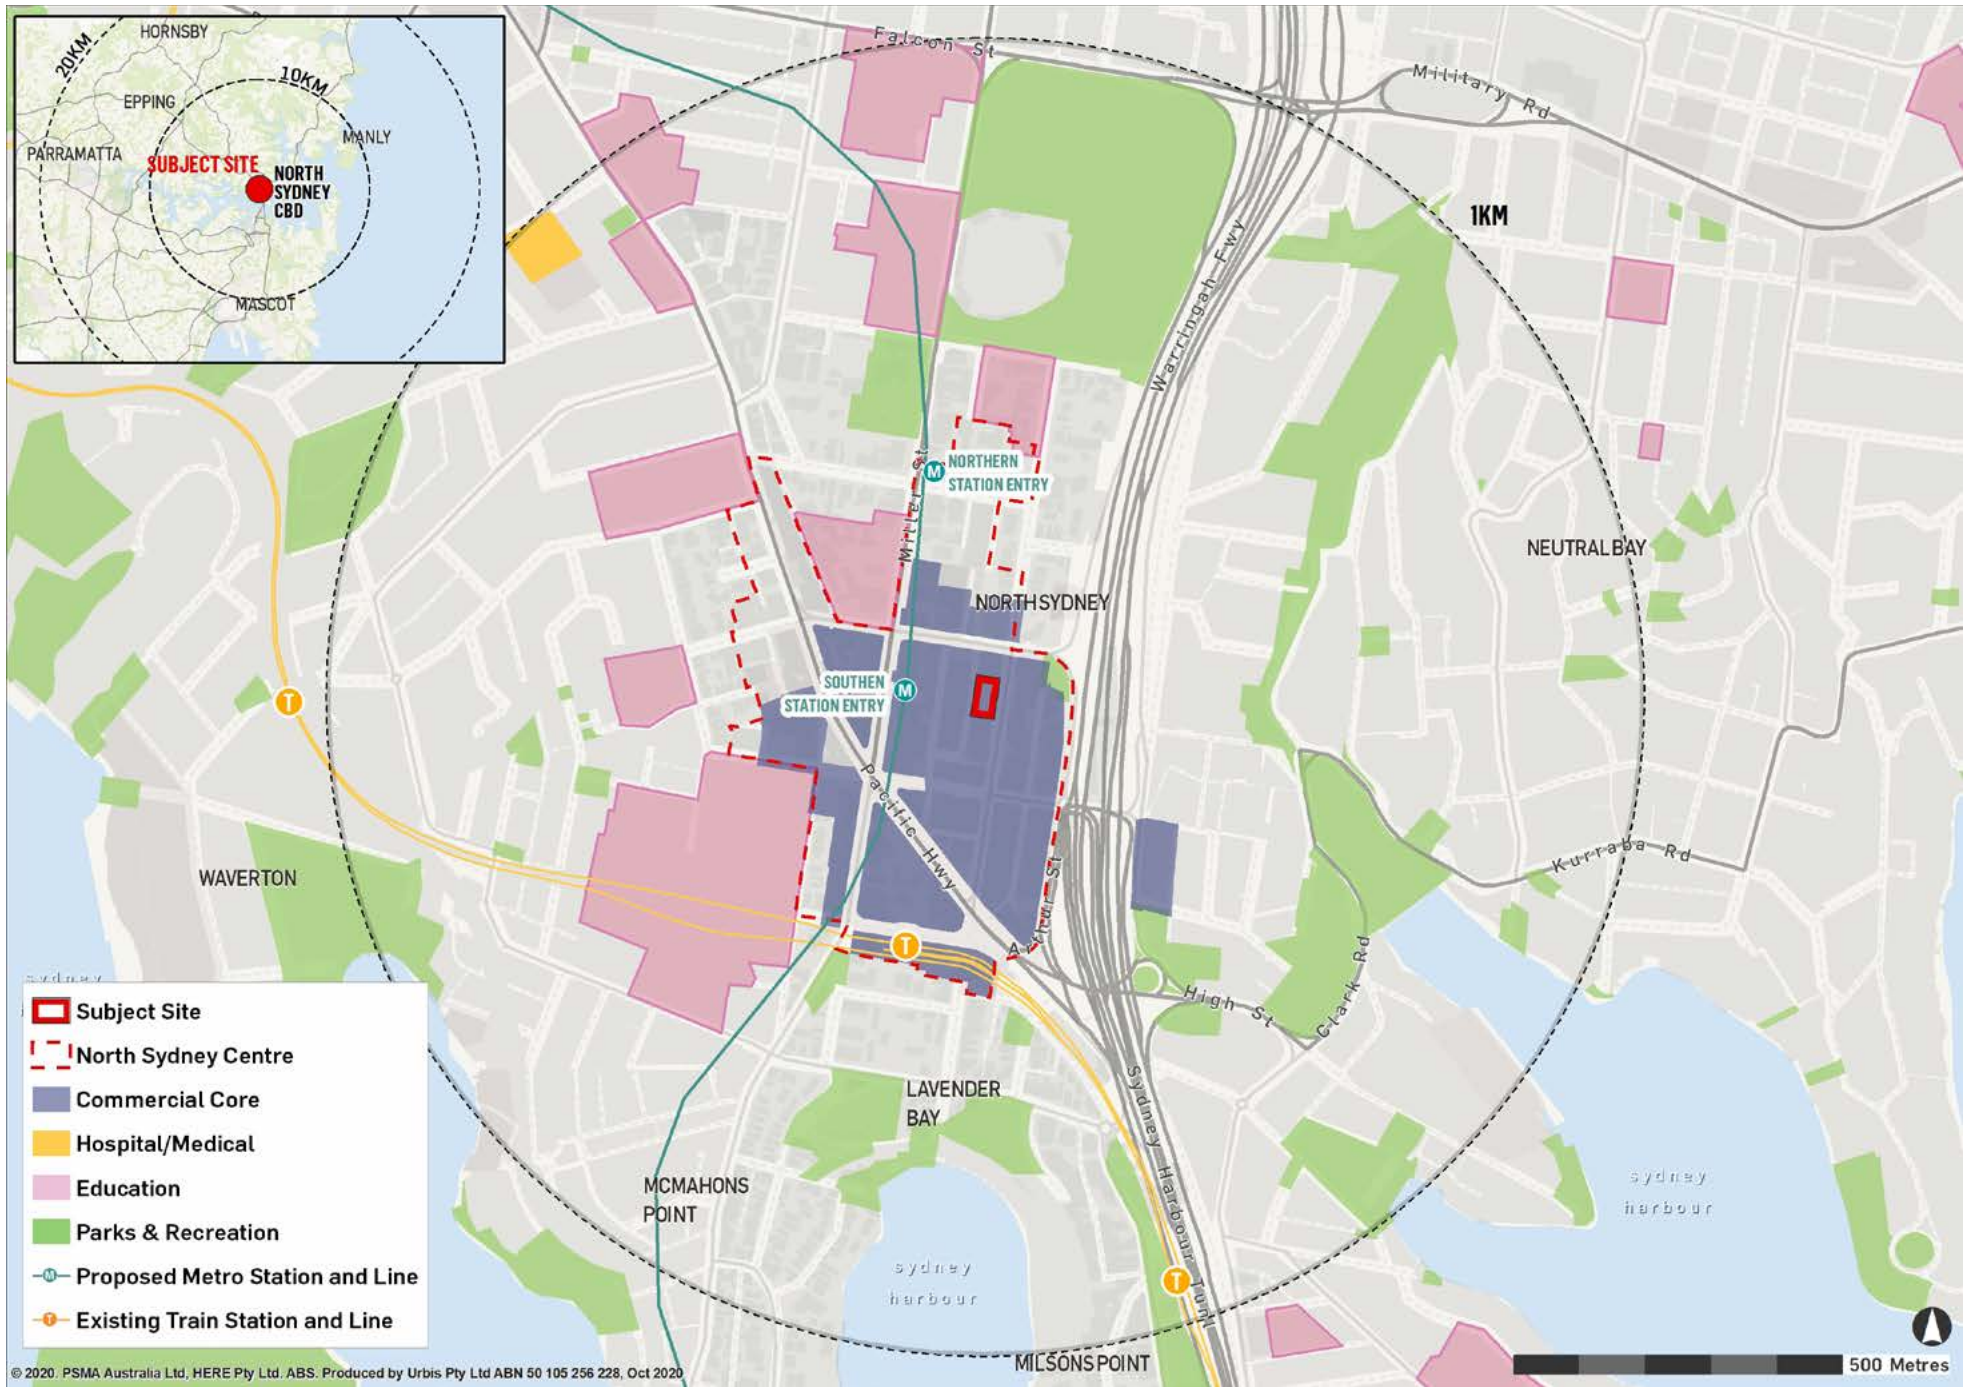 HORNSBY
20KM
10KM
EPPING
MANLY
PARRAMATTA
SUBJECT SITE
NORTH
SYDNEY
CBD
MASCOT
Falcon St
Military Rd
1KM
Warringah Fwy
Miller St
NORTHERN
STATION ENTRY
NEUTRAL BAY
NORTH SYDNEY
SOUTHEN
STATION ENTRY
Pacific Hwy
Arthur St
Kurraba Rd
WAVERTON
High St
Clark Rd
sydney
LAVENDER
BAY
Sydney Harbour Tunl
MCMAHONS
POINT
sydney
harbour
sydney
harbour
MILSONS POINT
Subject Site
North Sydney Centre
Commercial Core
Hospital/Medical
Education
Parks & Recreation
M Proposed Metro Station and Line
T Existing Train Station and Line
M
M
T
T
T
500 Metres
© 2020. PSMA Australia Ltd, HERE Pty Ltd. ABS. Produced by Urbis Pty Ltd ABN 50 105 256 228, Oct 2020